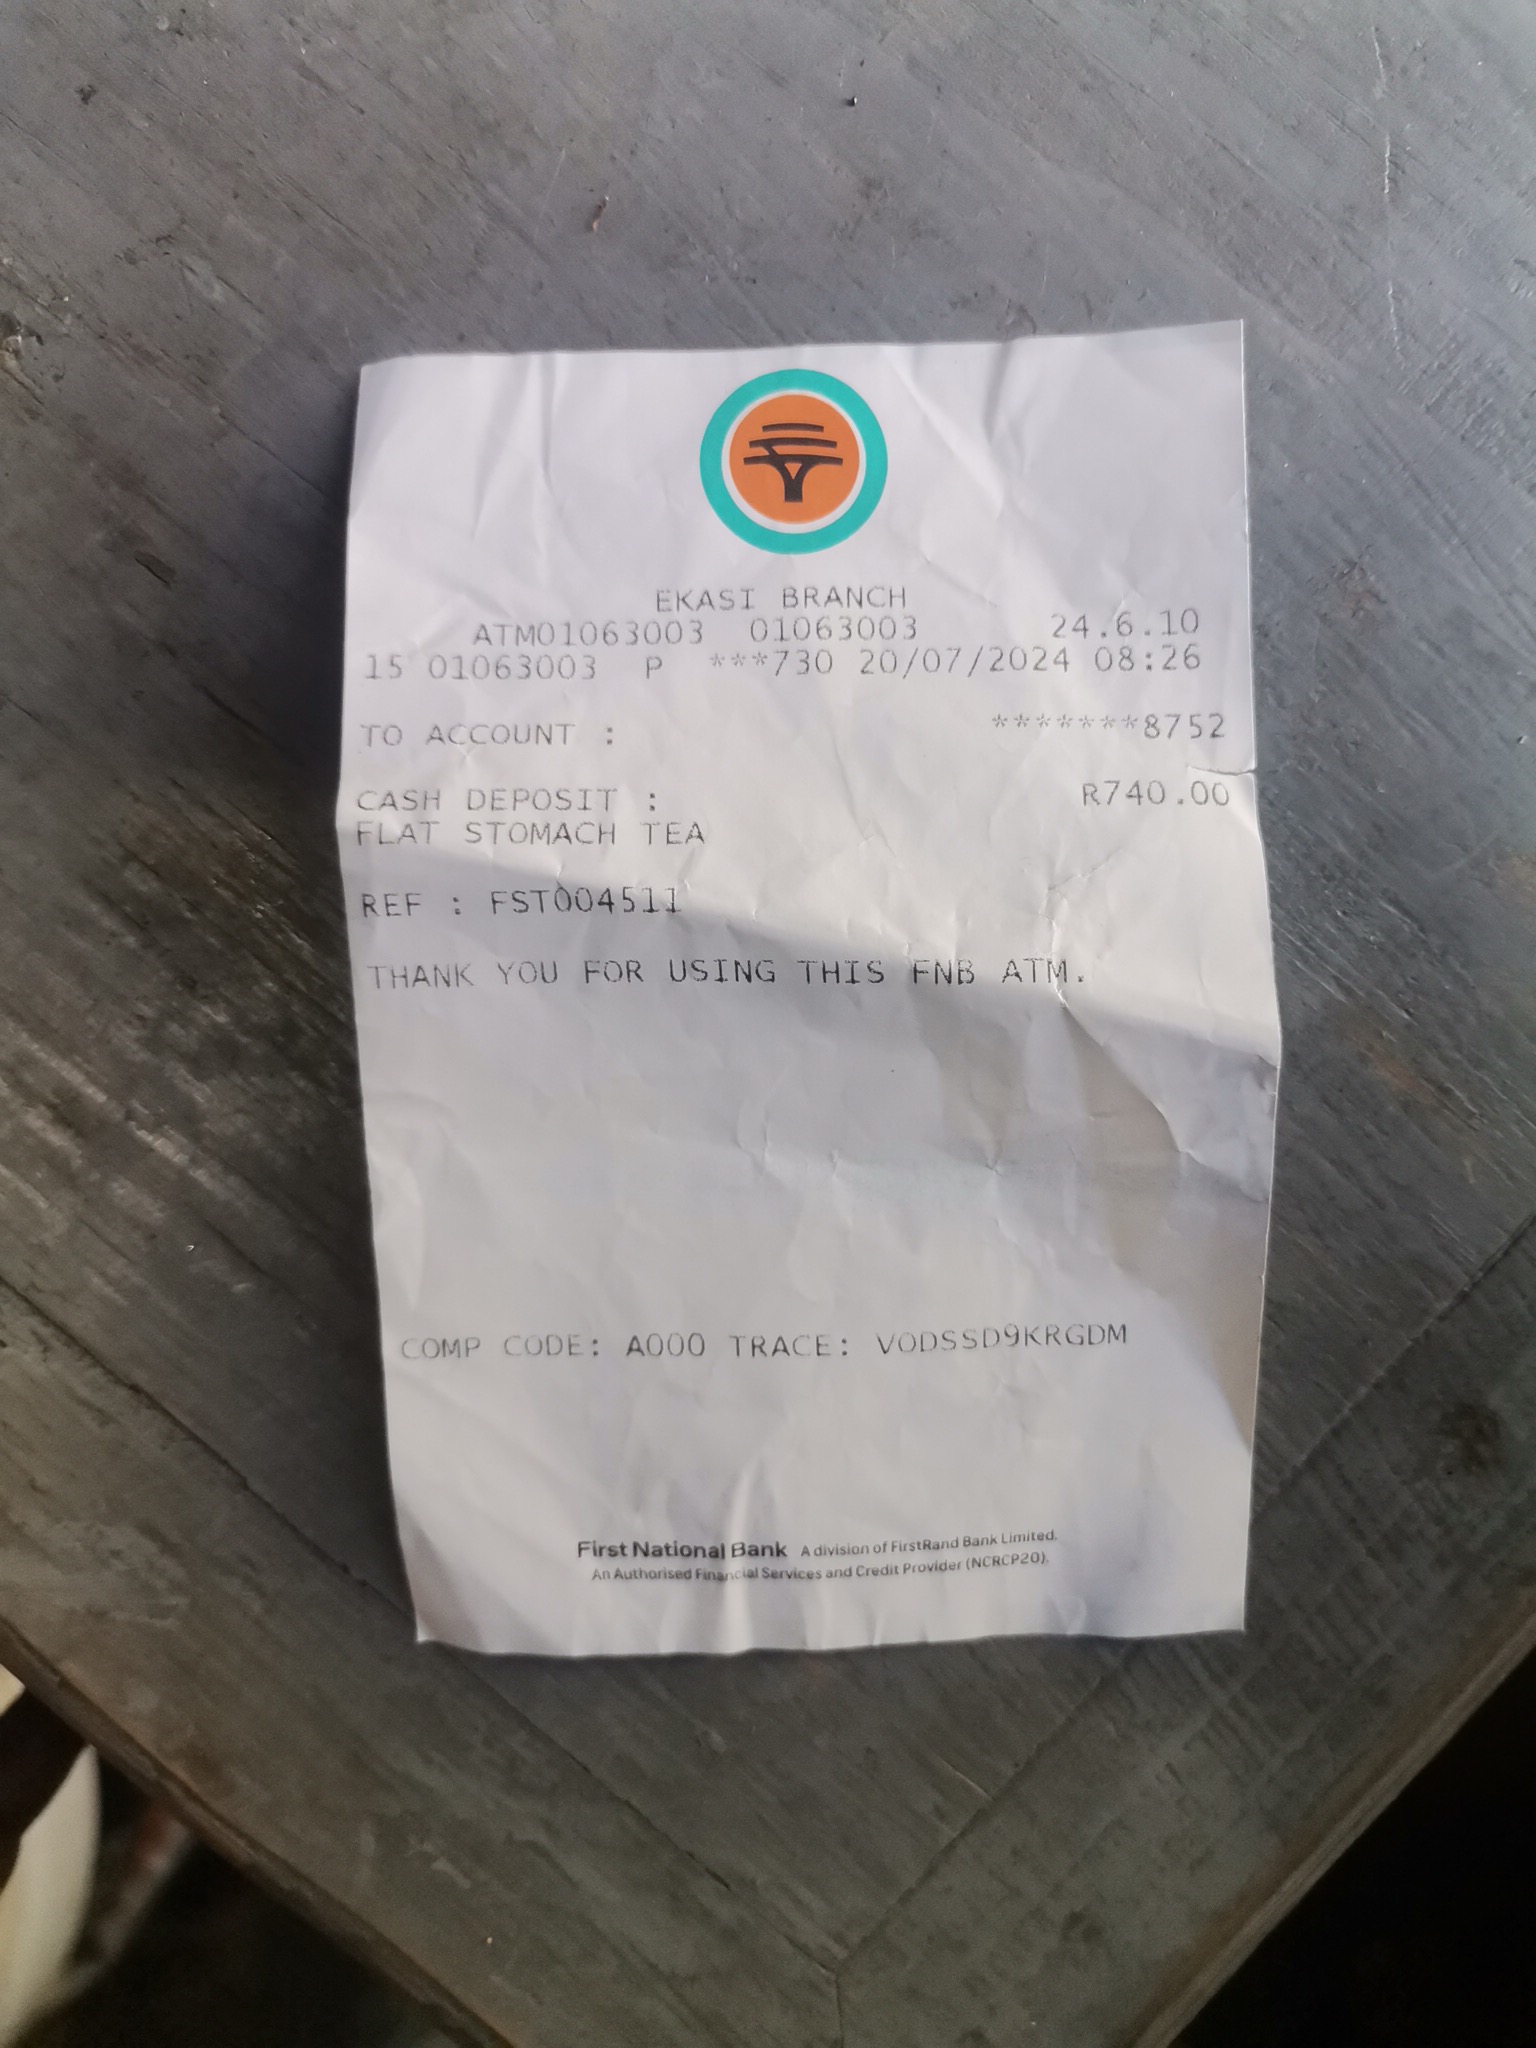 EKASI BRANCH
ATM01063003 01063003 24.6.10
15 01063003 P ***730 20/07/2024 08:26
TO ACCOUNT : *******8752
CASH DEPOSIT : R740.00
FLAT STOMACH TEA
REF : FST004511
THANK YOU FOR USING THIS FNB ATM.
COMP CODE: A000 TRACE: VODSSD9KRGDM
First National Bank A division of FirstRand Bank Limited.
An Authorised Financial Services and Credit Provider (NCRCP20).